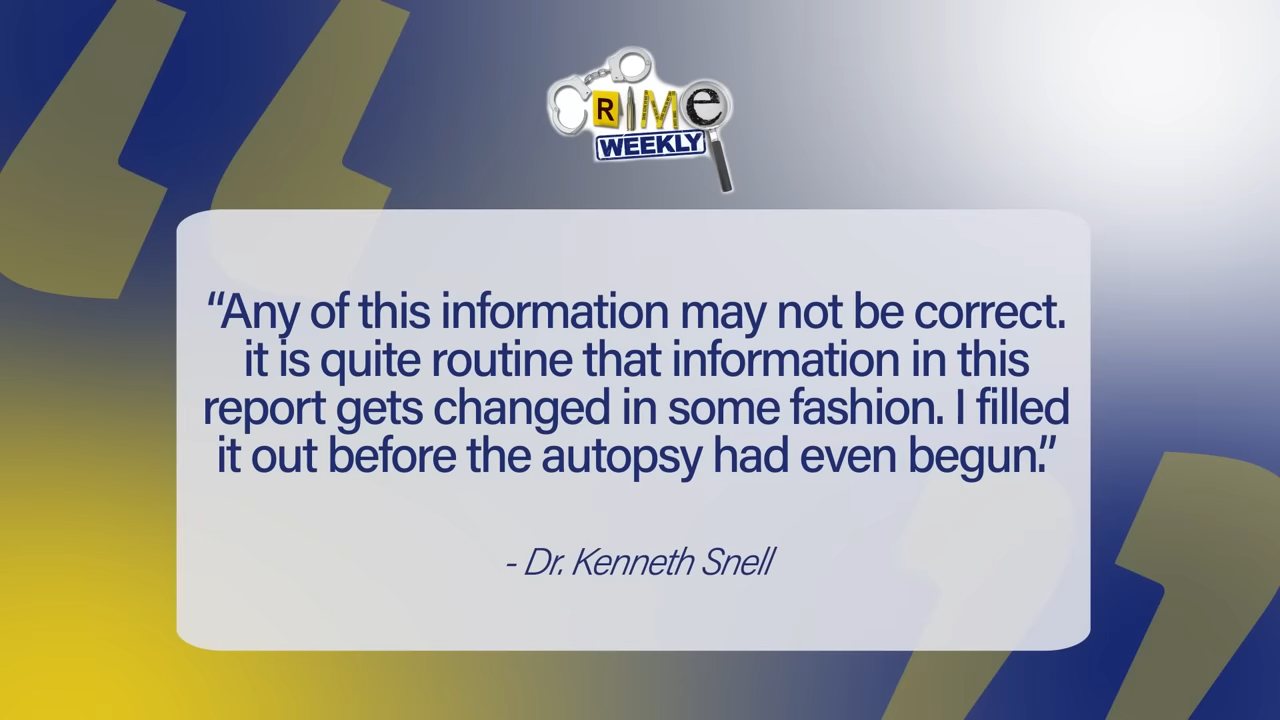 CRIME
WEEKLY
“Any of this information may not be correct.
it is quite routine that information in this
report gets changed in some fashion. I filled
it out before the autopsy had even begun.”
- Dr. Kenneth Snell